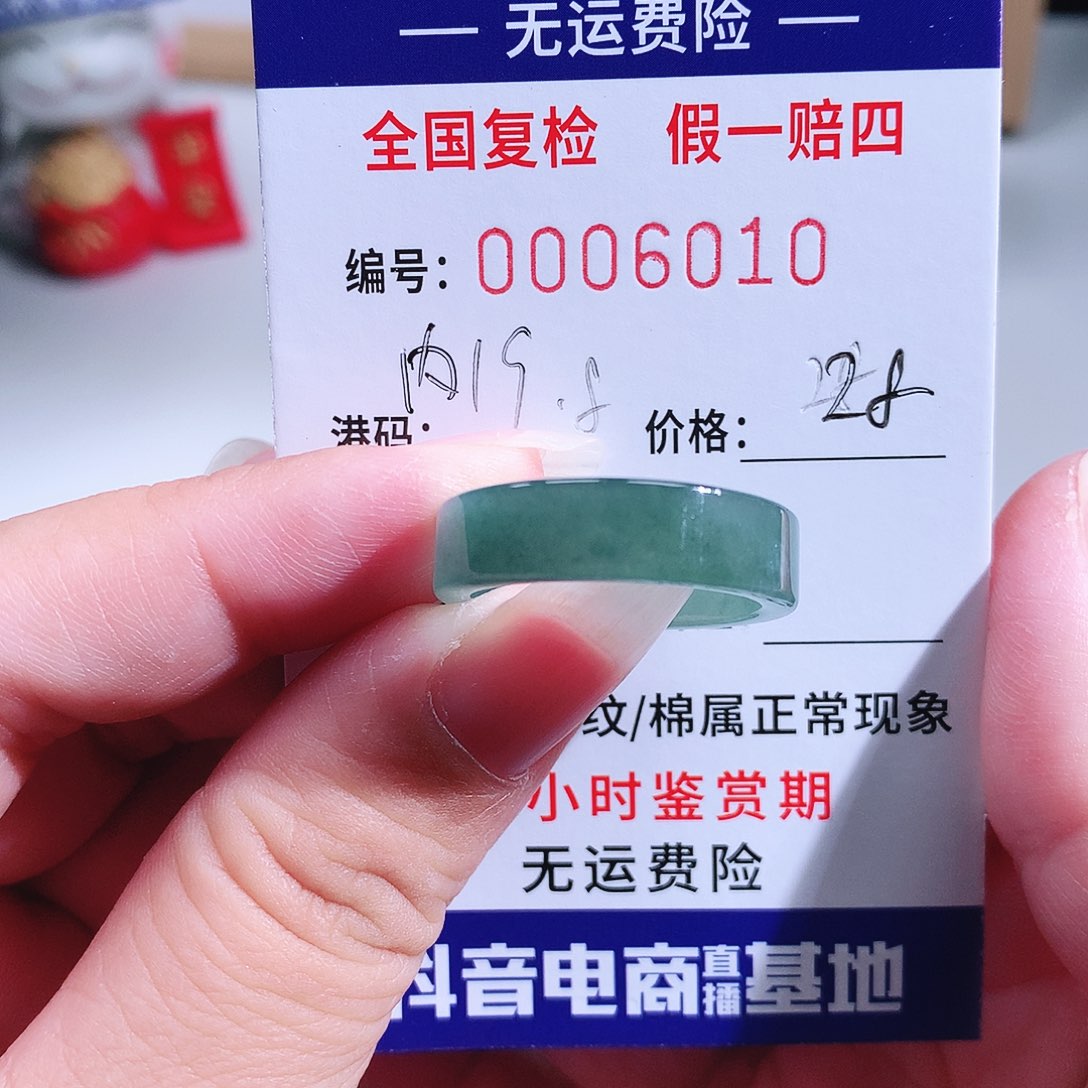 无运费险
全国复检 假一赔四
编号：0006010
内19.8
港码： 价格：28
纹/棉属正常现象
小时鉴赏期
无运费险
抖音电商直播基地